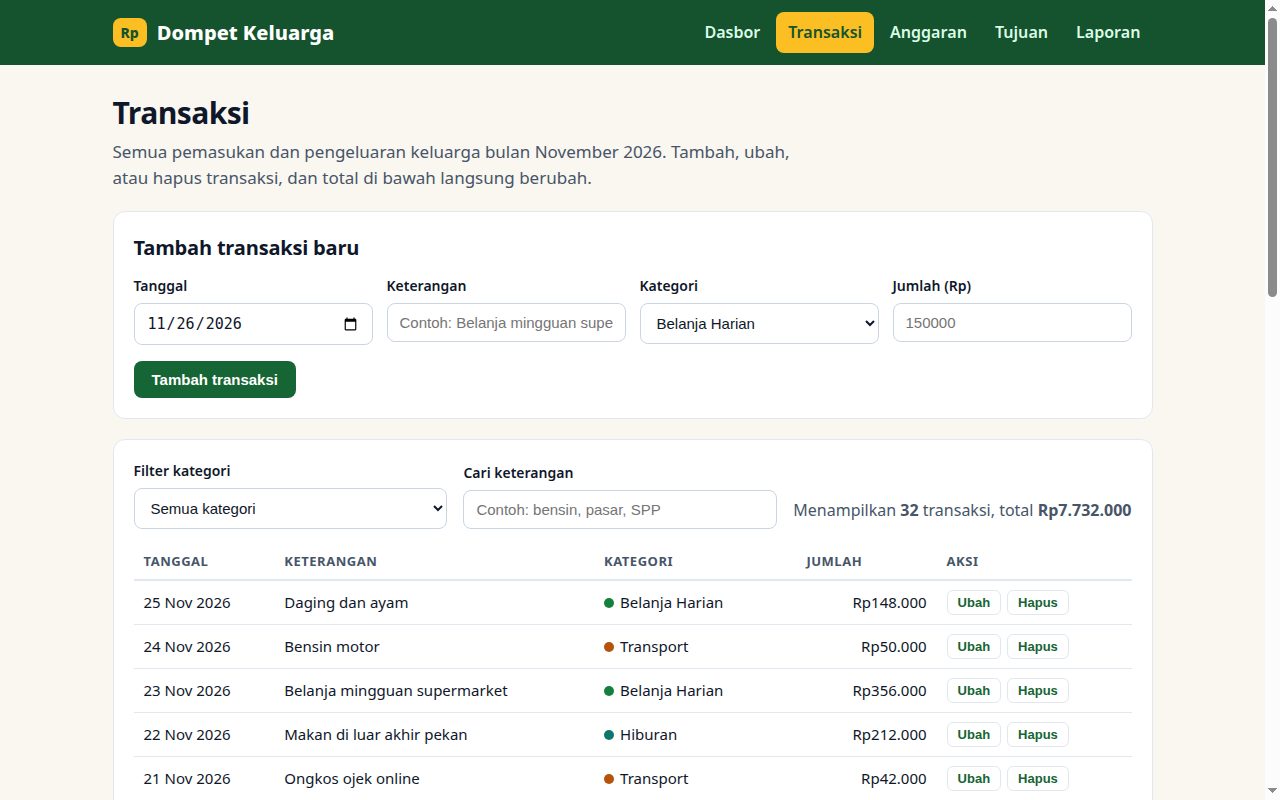 Rp Dompet Keluarga Dasbor Transaksi Anggaran Tujuan Laporan
Transaksi
Semua pemasukan dan pengeluaran keluarga bulan November 2026. Tambah, ubah,
atau hapus transaksi, dan total di bawah langsung berubah.
Tambah transaksi baru
Tanggal Keterangan Kategori Jumlah (Rp)
11/26/2026 Contoh: Belanja mingguan supe Belanja Harian 150000
Tambah transaksi
Filter kategori Cari keterangan
Semua kategori Contoh: bensin, pasar, SPP Menampilkan 32 transaksi, total Rp7.732.000
TANGGAL KETERANGAN KATEGORI JUMLAH AKSI
25 Nov 2026 Daging dan ayam Belanja Harian Rp148.000 Ubah Hapus
24 Nov 2026 Bensin motor Transport Rp50.000 Ubah Hapus
23 Nov 2026 Belanja mingguan supermarket Belanja Harian Rp356.000 Ubah Hapus
22 Nov 2026 Makan di luar akhir pekan Hiburan Rp212.000 Ubah Hapus
21 Nov 2026 Ongkos ojek online Transport Rp42.000 Ubah Hapus